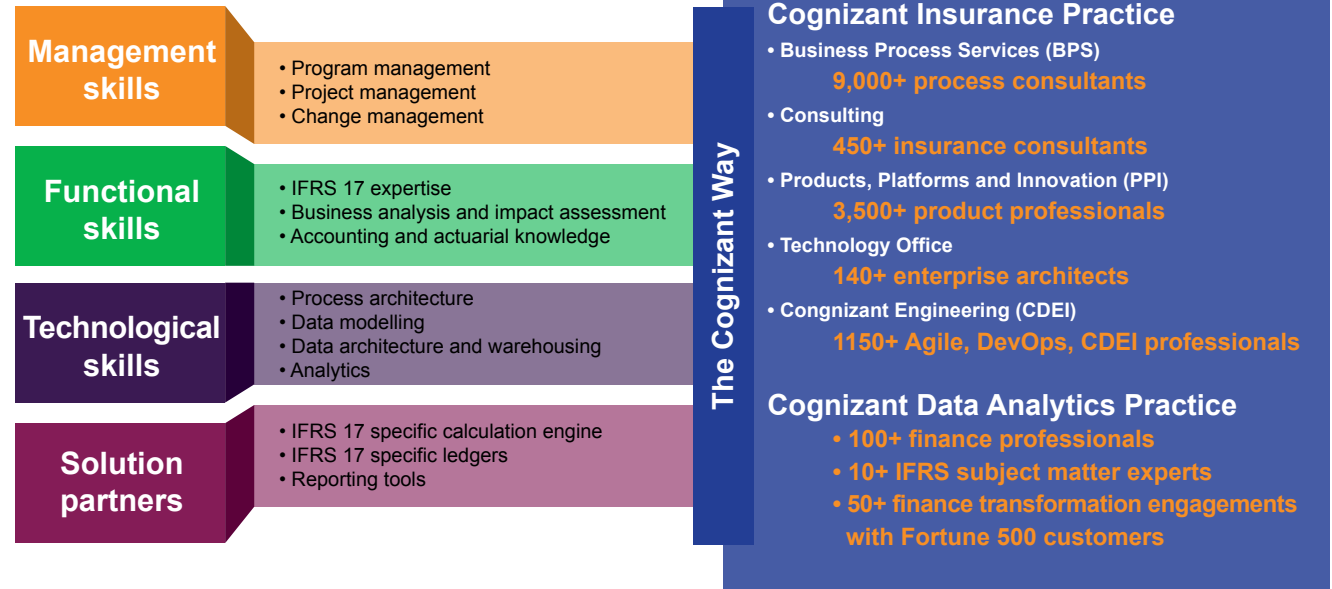 Management
skills
• Program management
• Project management
• Change management
Functional
skills
• IFRS 17 expertise
• Business analysis and impact assessment
• Accounting and actuarial knowledge
Technological
skills
• Process architecture
• Data modelling
• Data architecture and warehousing
• Analytics
Solution
partners
• IFRS 17 specific calculation engine
• IFRS 17 specific ledgers
• Reporting tools
The Cognizant Way
Cognizant Insurance Practice
• Business Process Services (BPS)
9,000+ process consultants
• Consulting
450+ insurance consultants
• Products, Platforms and Innovation (PPI)
3,500+ product professionals
• Technology Office
140+ enterprise architects
• Congnizant Engineering (CDEI)
1150+ Agile, DevOps, CDEI professionals
Cognizant Data Analytics Practice
• 100+ finance professionals
• 10+ IFRS subject matter experts
• 50+ finance transformation engagements
with Fortune 500 customers